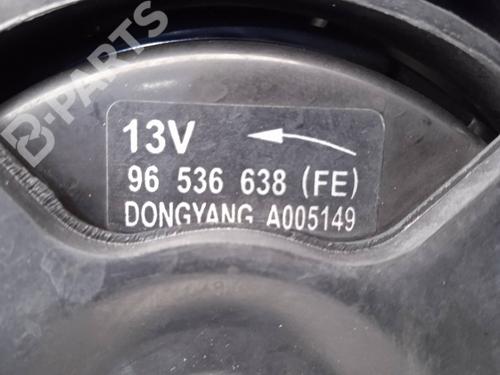 B-PARTS
13V
96 536 638 (FE)
DONGYANG A005149